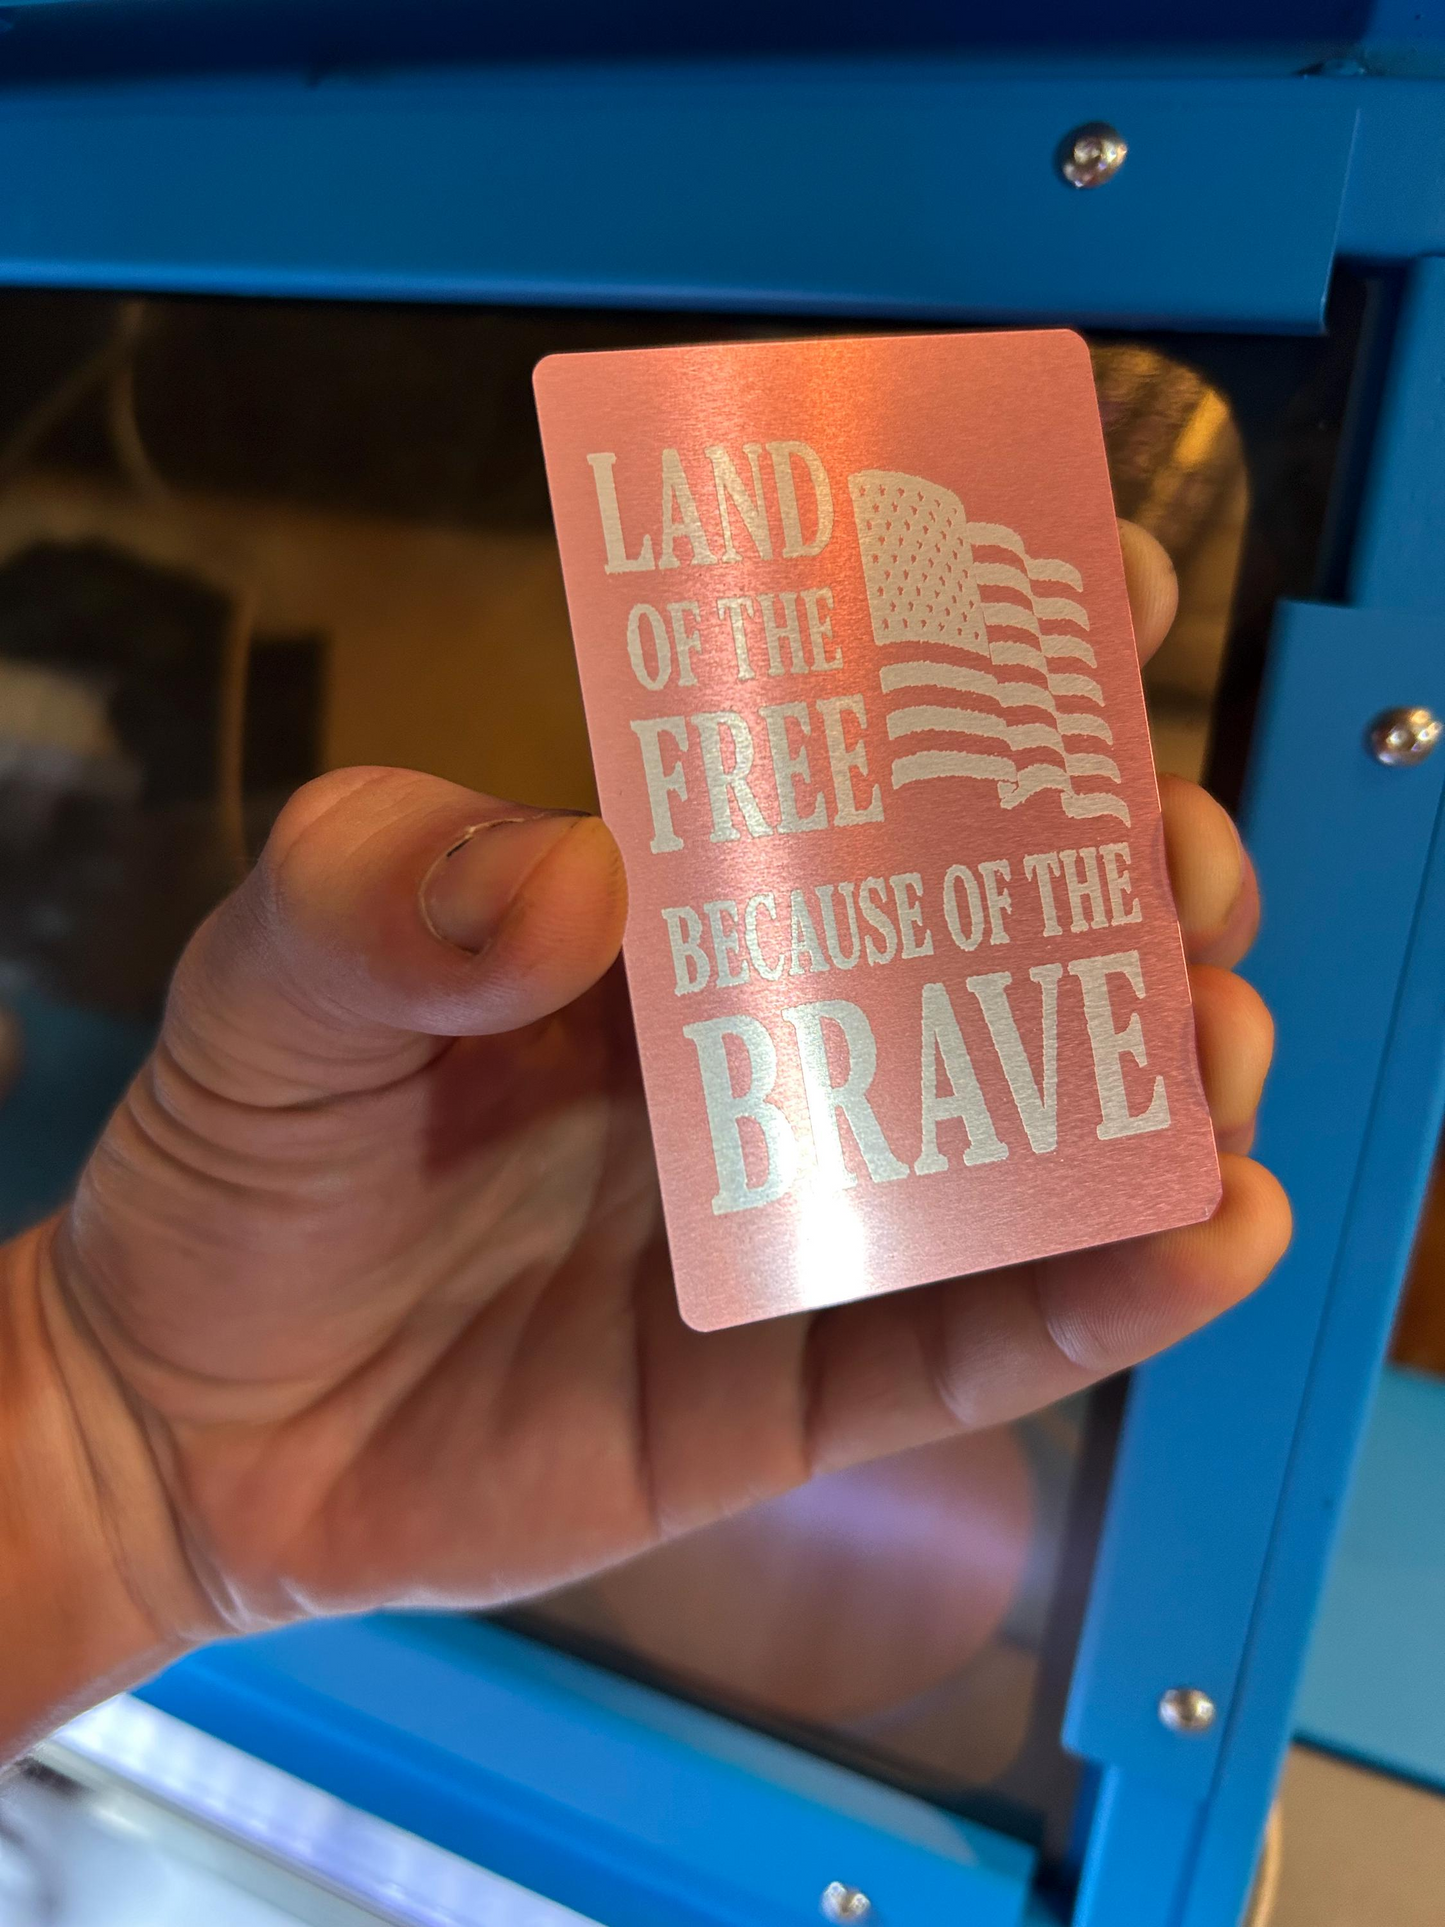 LAND
OF THE
FREE
BECAUSE OF THE
BRAVE